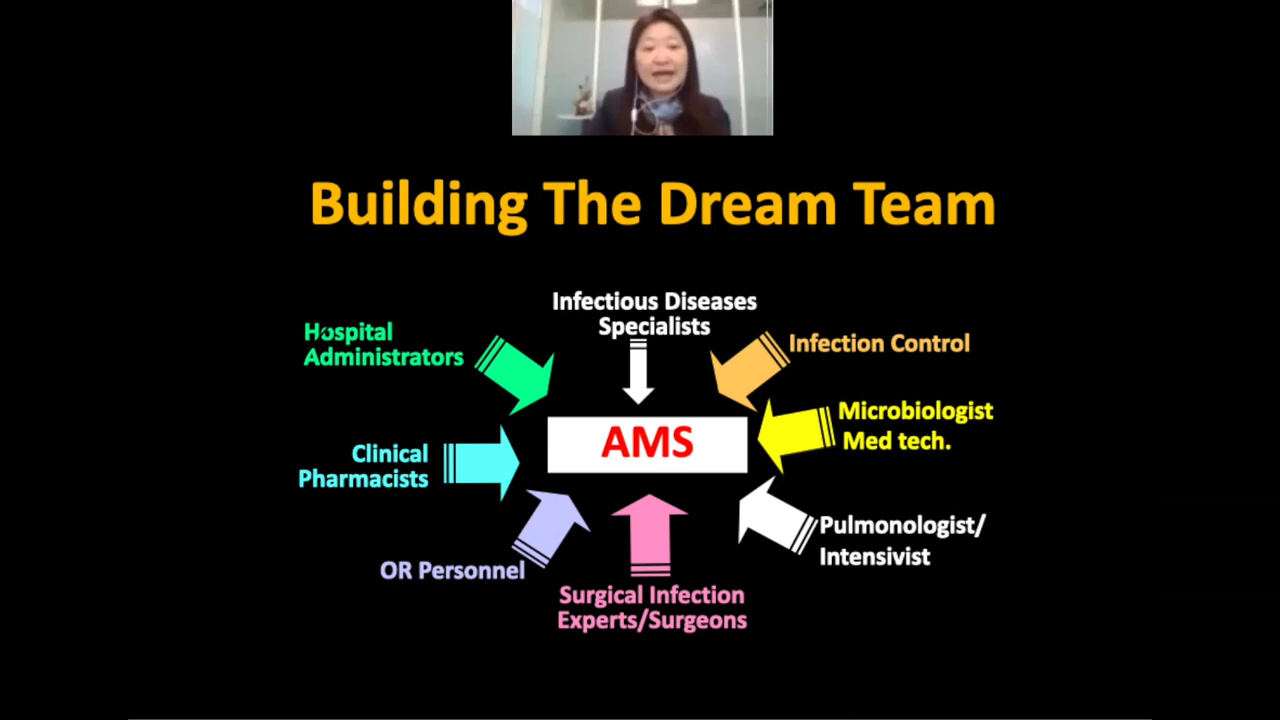 Building The Dream Team
Infectious Diseases
Specialists
Hospital
Administrators
Infection Control
Microbiologist
Med tech.
AMS
Clinical
Pharmacists
Pulmonologist/
Intensivist
OR Personnel
Surgical Infection
Experts/Surgeons